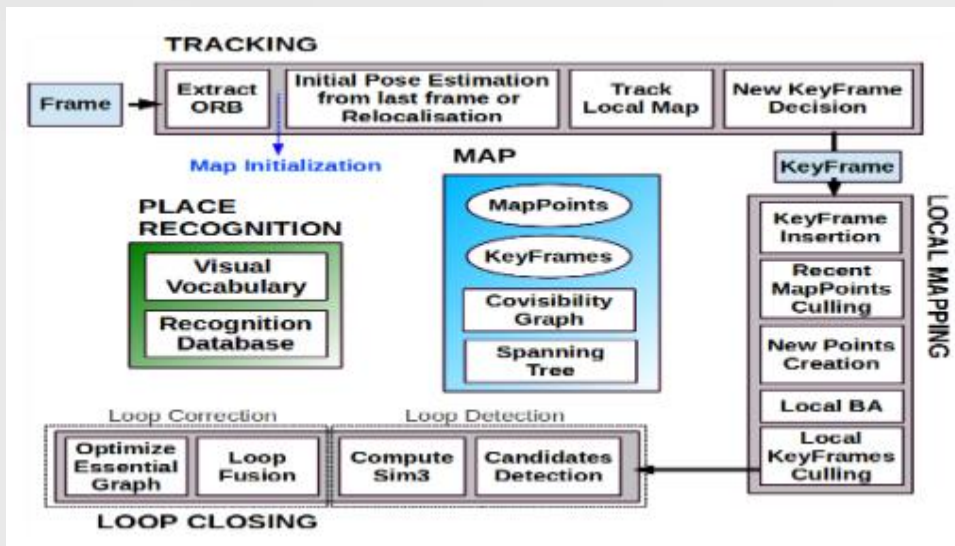 TRACKING
Frame
Extract
ORB
Initial Pose Estimation
from last frame or
Relocalisation
Track
Local Map
New KeyFrame
Decision
Map Initialization
MAP
KeyFrame
PLACE
RECOGNITION
Visual
Vocabulary
Recognition
Database
MapPoints
KeyFrames
Covisibility
Graph
Spanning
Tree
LOCAL MAPPING
KeyFrame
Insertion
Recent
MapPoints
Culling
New Points
Creation
Local BA
Local
KeyFrames
Culling
Loop Correction
Loop Detection
Optimize
Essential
Graph
Loop
Fusion
Compute
Sim3
Candidates
Detection
LOOP CLOSING